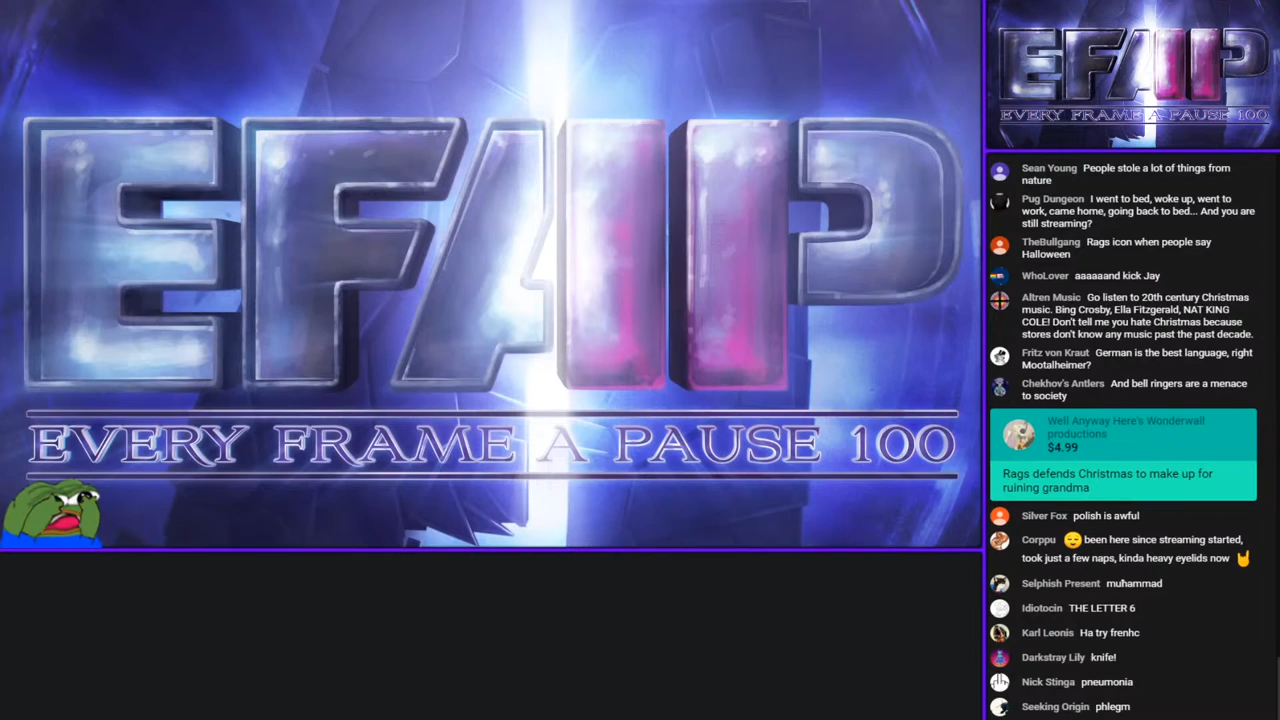 EFAIIP
EVERY FRAME A PAUSE 100
EFAIIP
EVERY FRAME A PAUSE 100
Sean Young People stole a lot of things from
nature
Pug Dungeon I went to bed, woke up, went to
work, came home, going back to bed... And you are
still streaming?
TheBullgang Rags icon when people say
Halloween
WhoLover aaaaaand kick Jay
Altren Music Go listen to 20th century Christmas
music. Bing Crosby, Ella Fitzgerald, NAT KING
COLE! Don't tell me you hate Christmas because
stores don't know any music past the past decade.
Fritz von Kraut German is the best language, right
Mootalheimer?
Chekhov's Antlers And bell ringers are a menace
to society
Well Anyway Here's Wonderwall
productions
$4.99
Rags defends Christmas to make up for
ruining grandma
Silver Fox polish is awful
Corppu 😌 been here since streaming started,
took just a few naps, kinda heavy eyelids now 🤘
Selphish Present muhammad
Idiotocin THE LETTER 6
Karl Leonis Ha try frenhc
Darkstray Lily knife!
Nick Stinga pneumonia
Seeking Origin phlegm